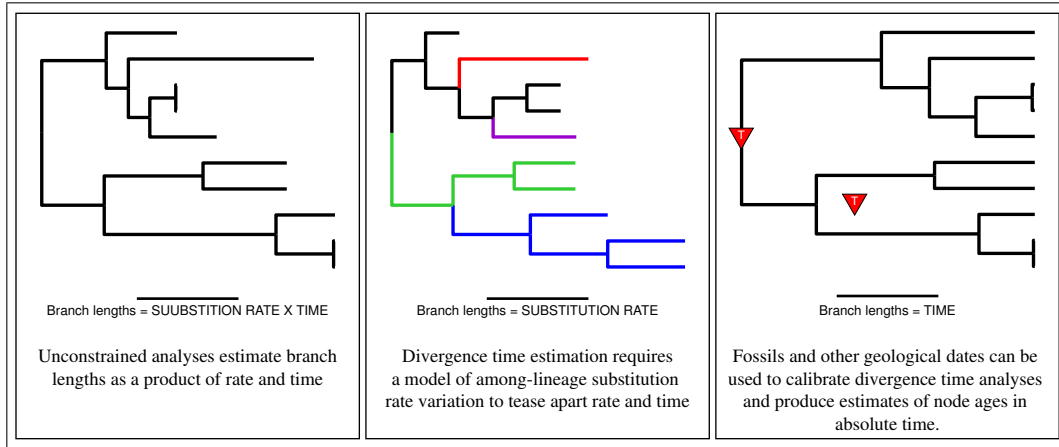 Branch lengths = SUUBSTITION RATE X TIME
Unconstrained analyses estimate branch
lengths as a product of rate and time
Branch lengths = SUBSTITUTION RATE
Divergence time estimation requires
a model of among-lineage substitution
rate variation to tease apart rate and time
T
T
Branch lengths = TIME
Fossils and other geological dates can be
used to calibrate divergence time analyses
and produce estimates of node ages in
absolute time.